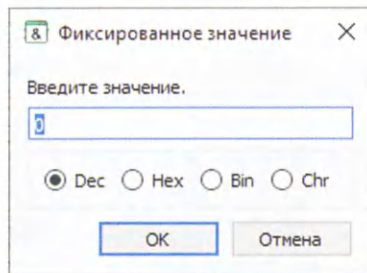 & Фиксированное значение
Введите значение.
0
Dec Hex Bin Chr
OK Отмена